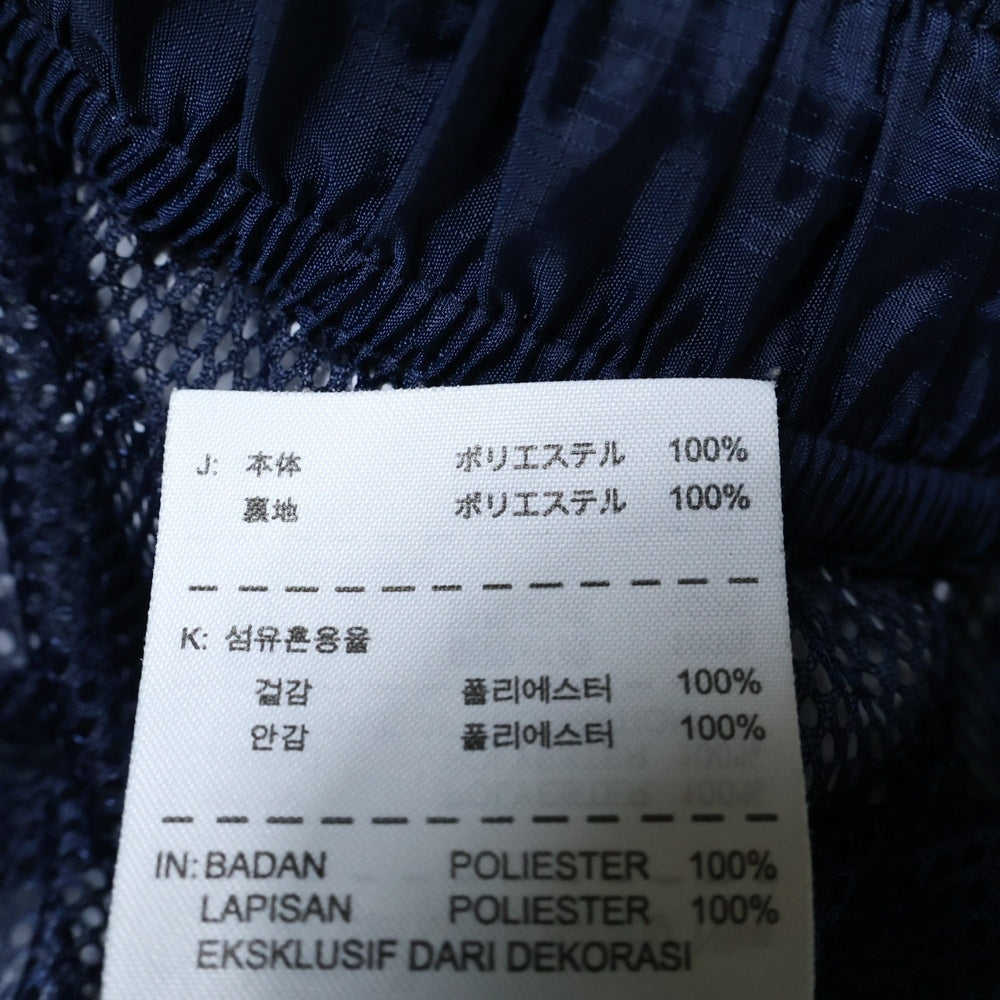 J: 本体 ポリエステル 100%
裏地 ポリエステル 100%
K: 섬유혼용율
겉감 폴리에스터 100%
안감 폴리에스터 100%
IN: BADAN POLIESTER 100%
LAPISAN POLIESTER 100%
EKSKLUSIF DARI DEKORASI